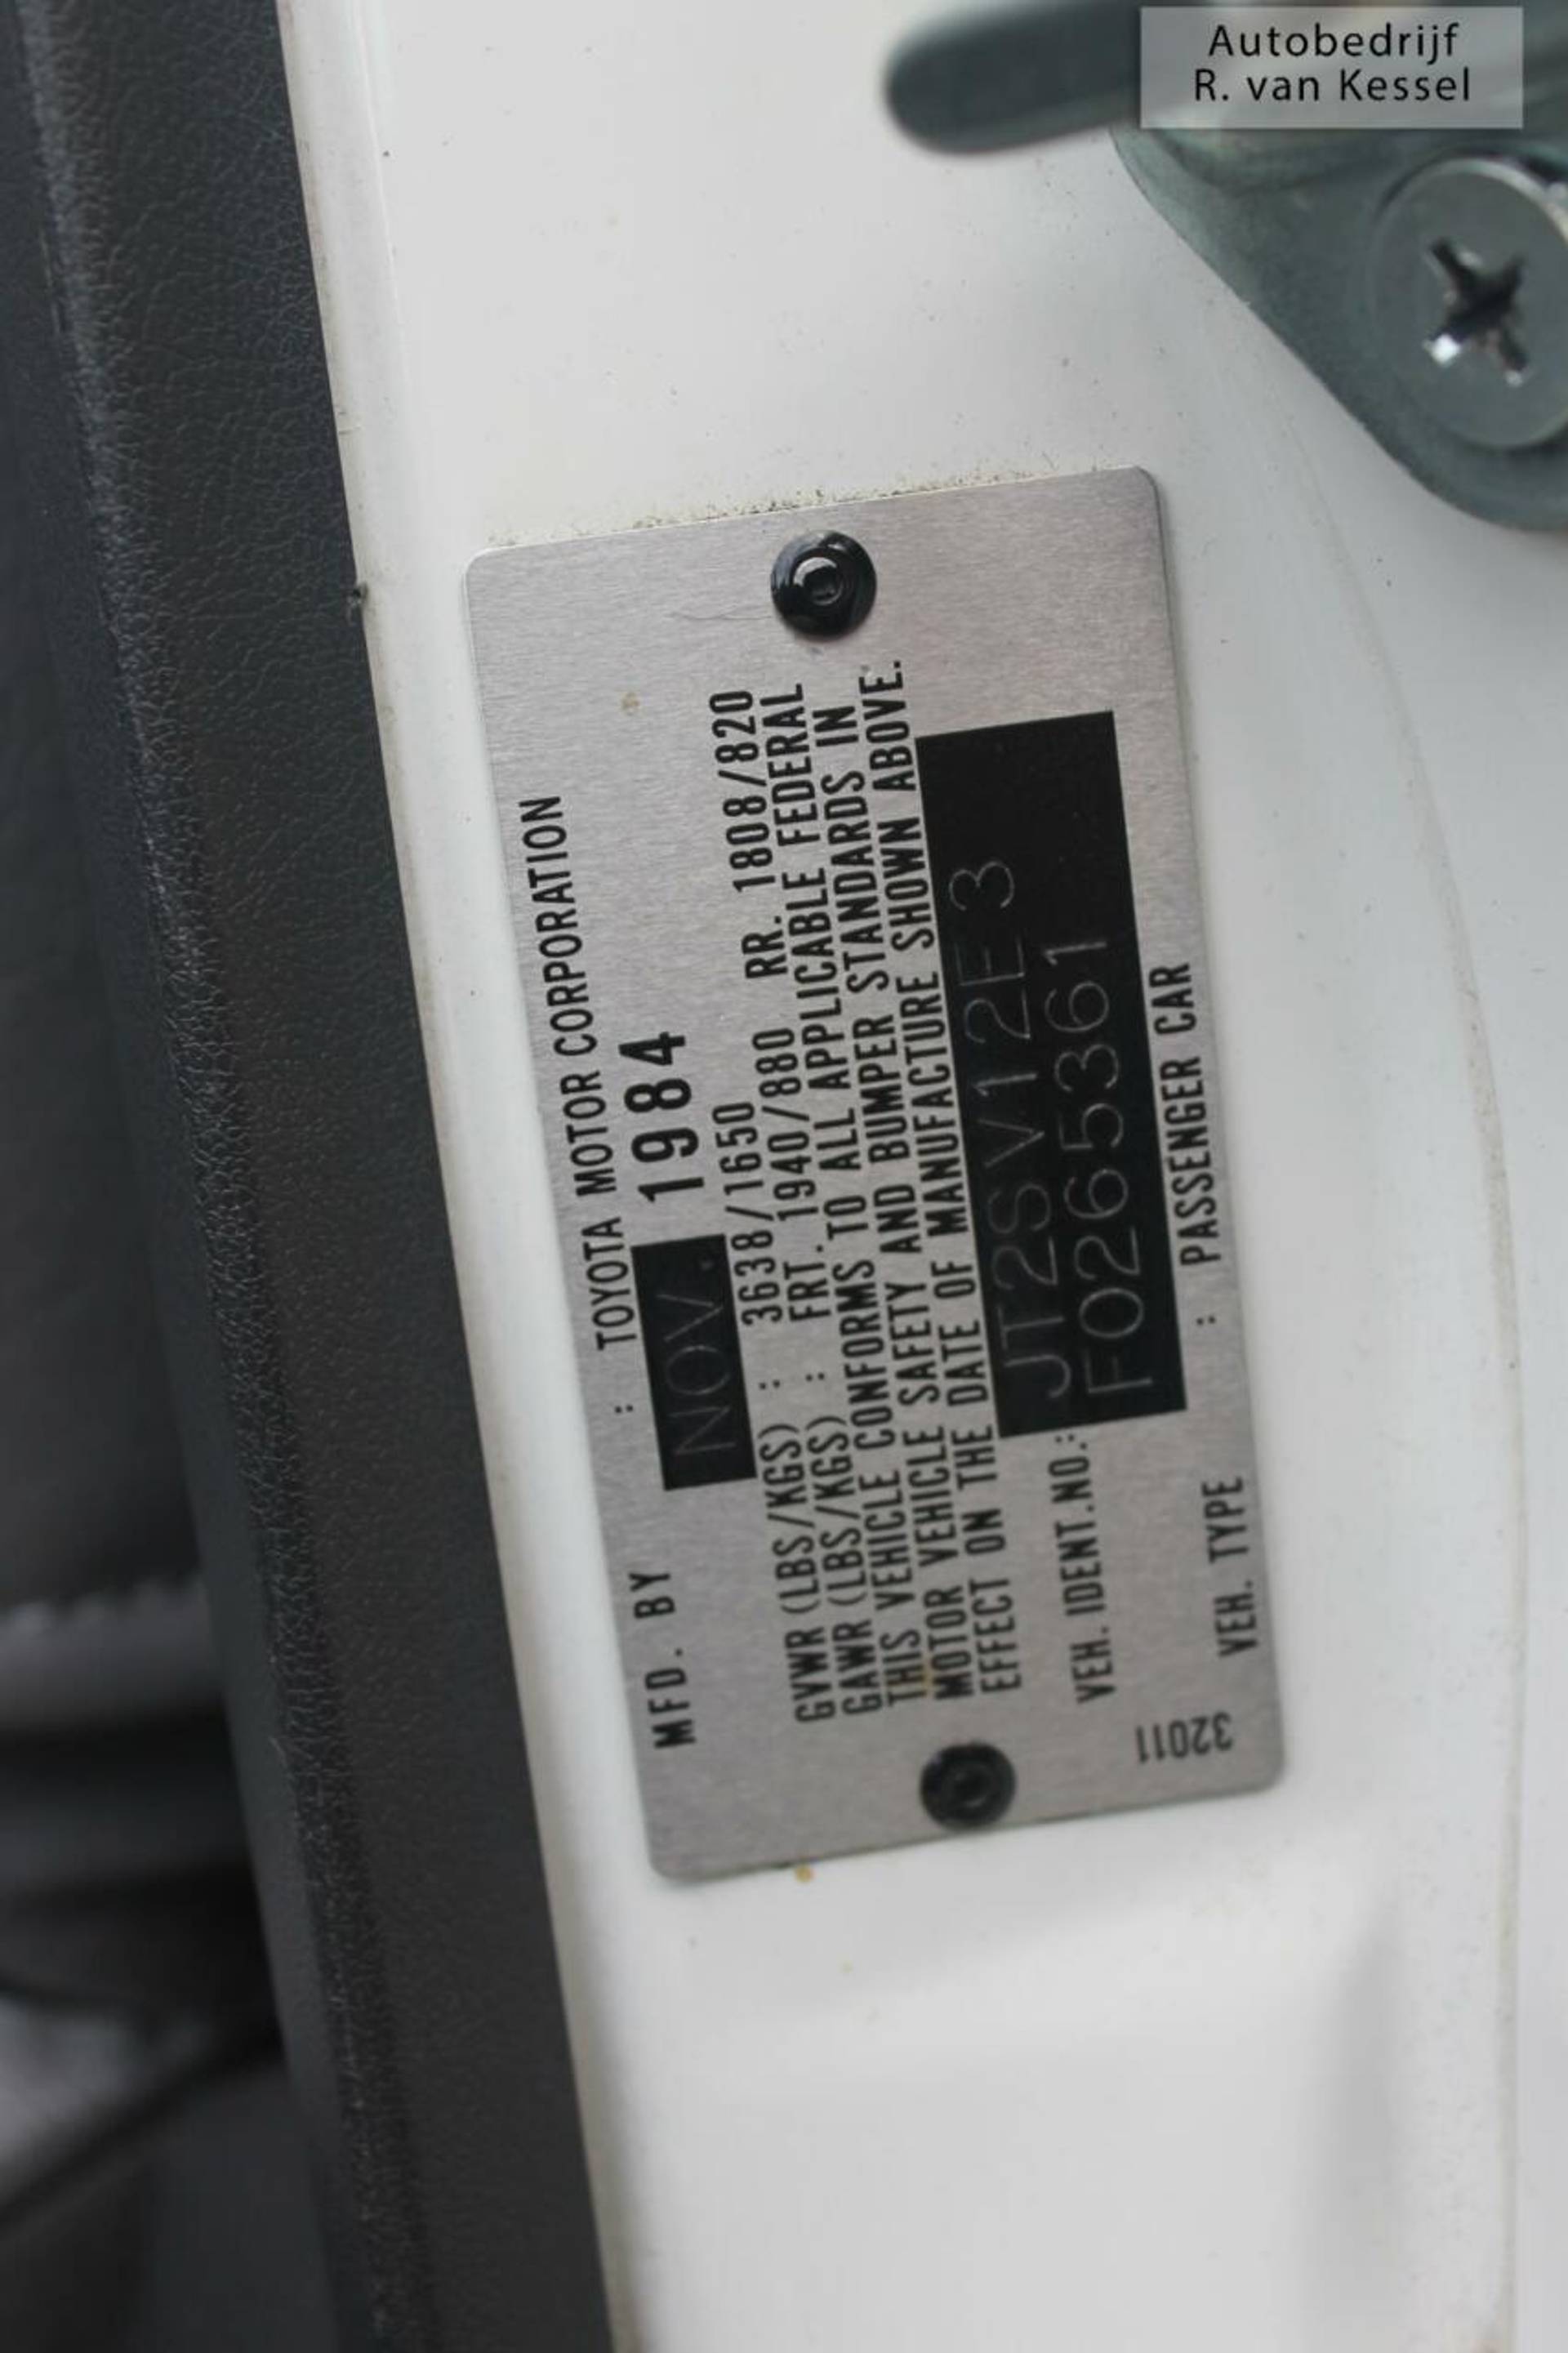 Autobedrijf
R. van Kessel
MFD. BY : TOYOTA MOTOR CORPORATION
NOV. 1984
GVWR (LBS/KGS) : 3638/1650
GAWR (LBS/KGS) : FRT. 1940/880 RR. 1808/820
THIS VEHICLE CONFORMS TO ALL APPLICABLE FEDERAL
MOTOR VEHICLE SAFETY AND BUMPER STANDARDS IN
EFFECT ON THE DATE OF MANUFACTURE SHOWN ABOVE.
VEH. IDENT.NO.: JT2SV12E3
F0265361
VEH. TYPE : PASSENGER CAR
32011